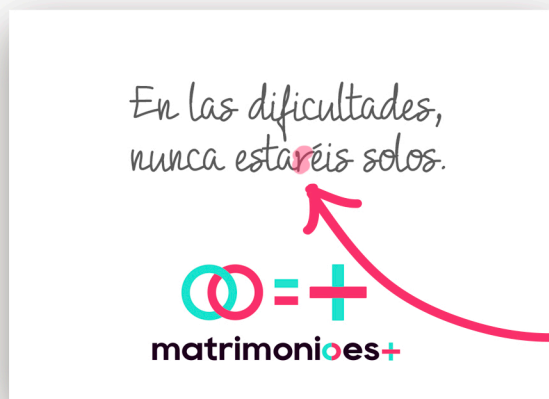 En las dificultades,
nunca estaréis solos.
matrimonioes+